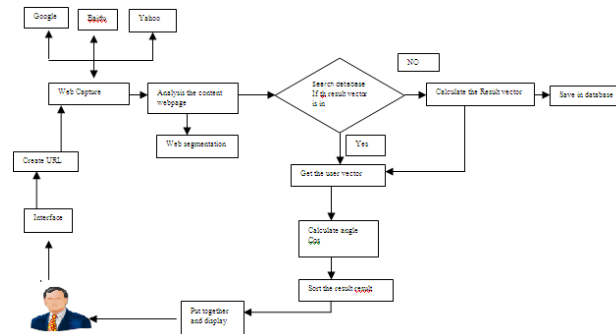 Google
Baidu
Yahoo
NO
Web Capture
Analysis the content
webpage
Search database
If th result vector
is in
Calculate the Result vector
Save in database
Web segmentation
Yes
Create URL
Get the user vector
Interface
Calculate angle
Cos
Sort the result result
Put together
and display